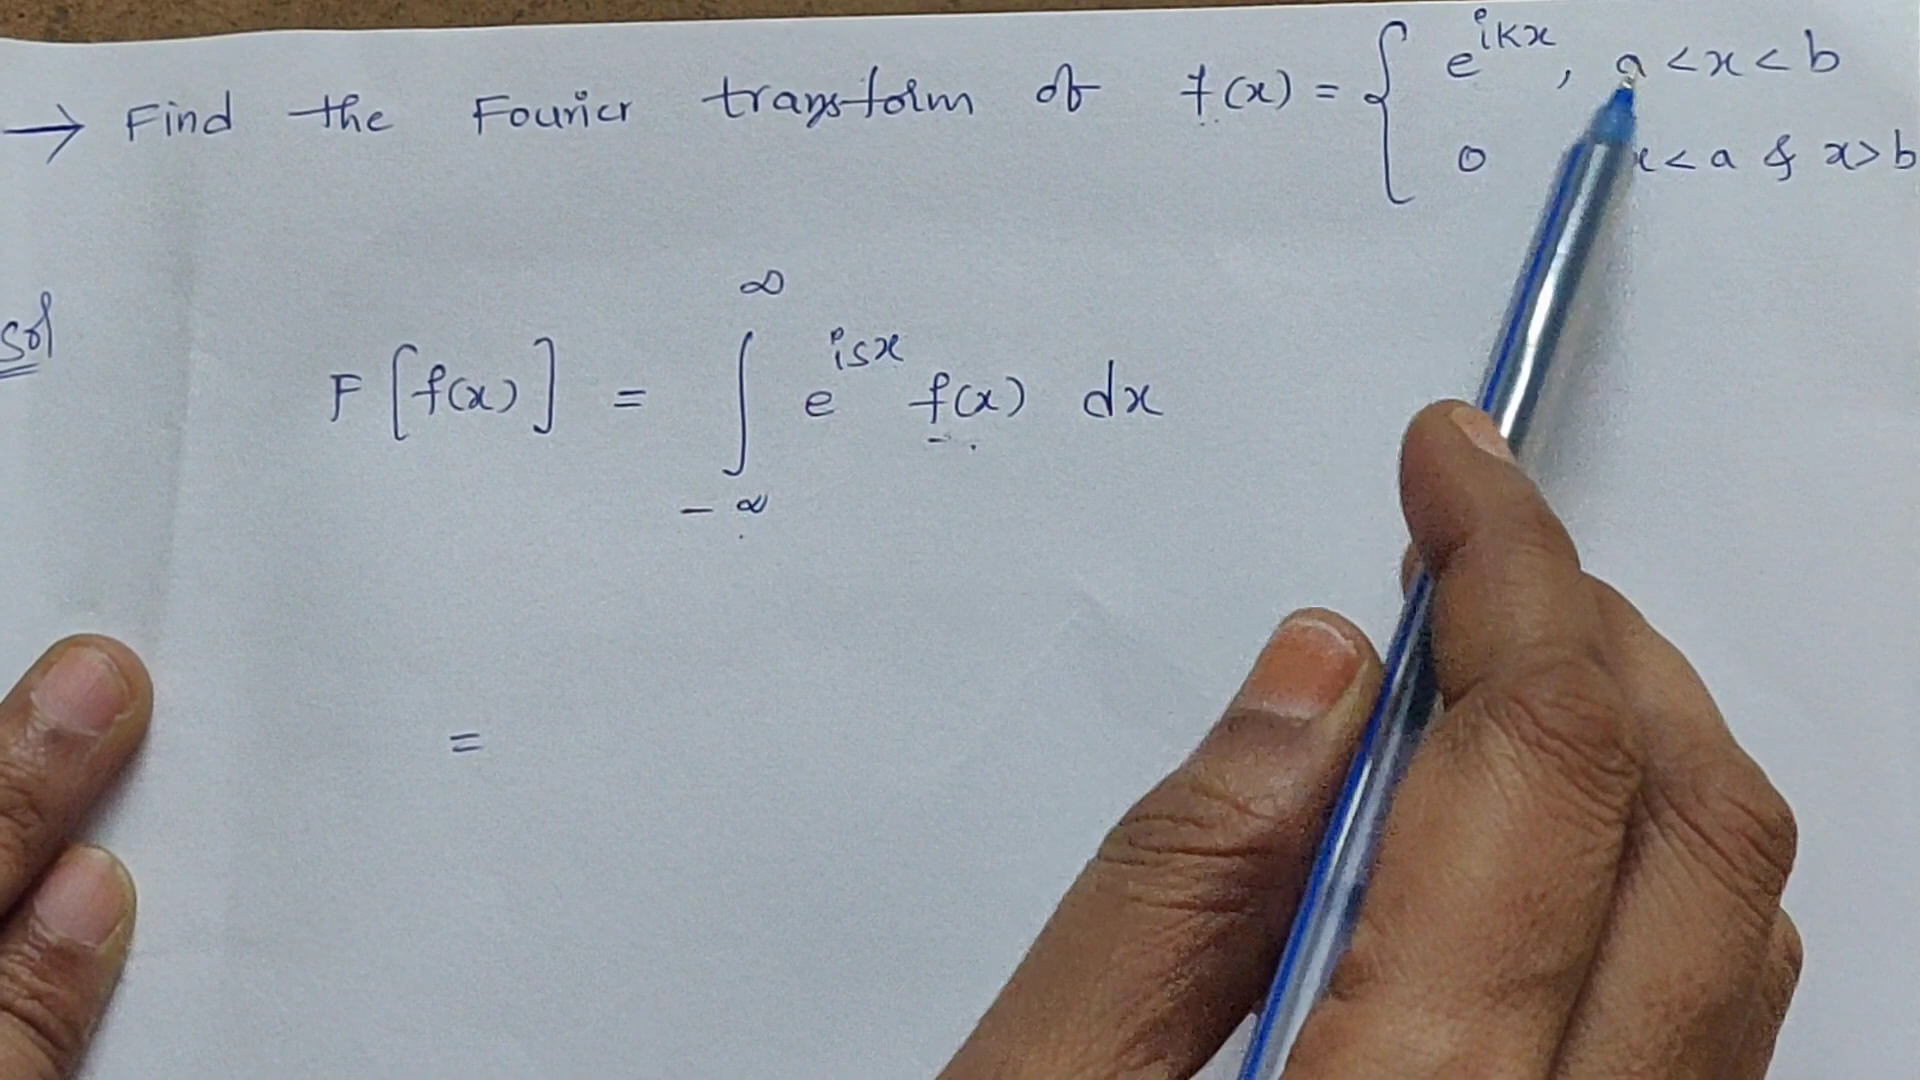 → Find the Fourier transform of f(x) = { e^{ikx}, a<x<b
0 x<a & x>b
sol
F[f(x)] = ∫_{-∞}^{∞} e^{isx} f(x) dx
=